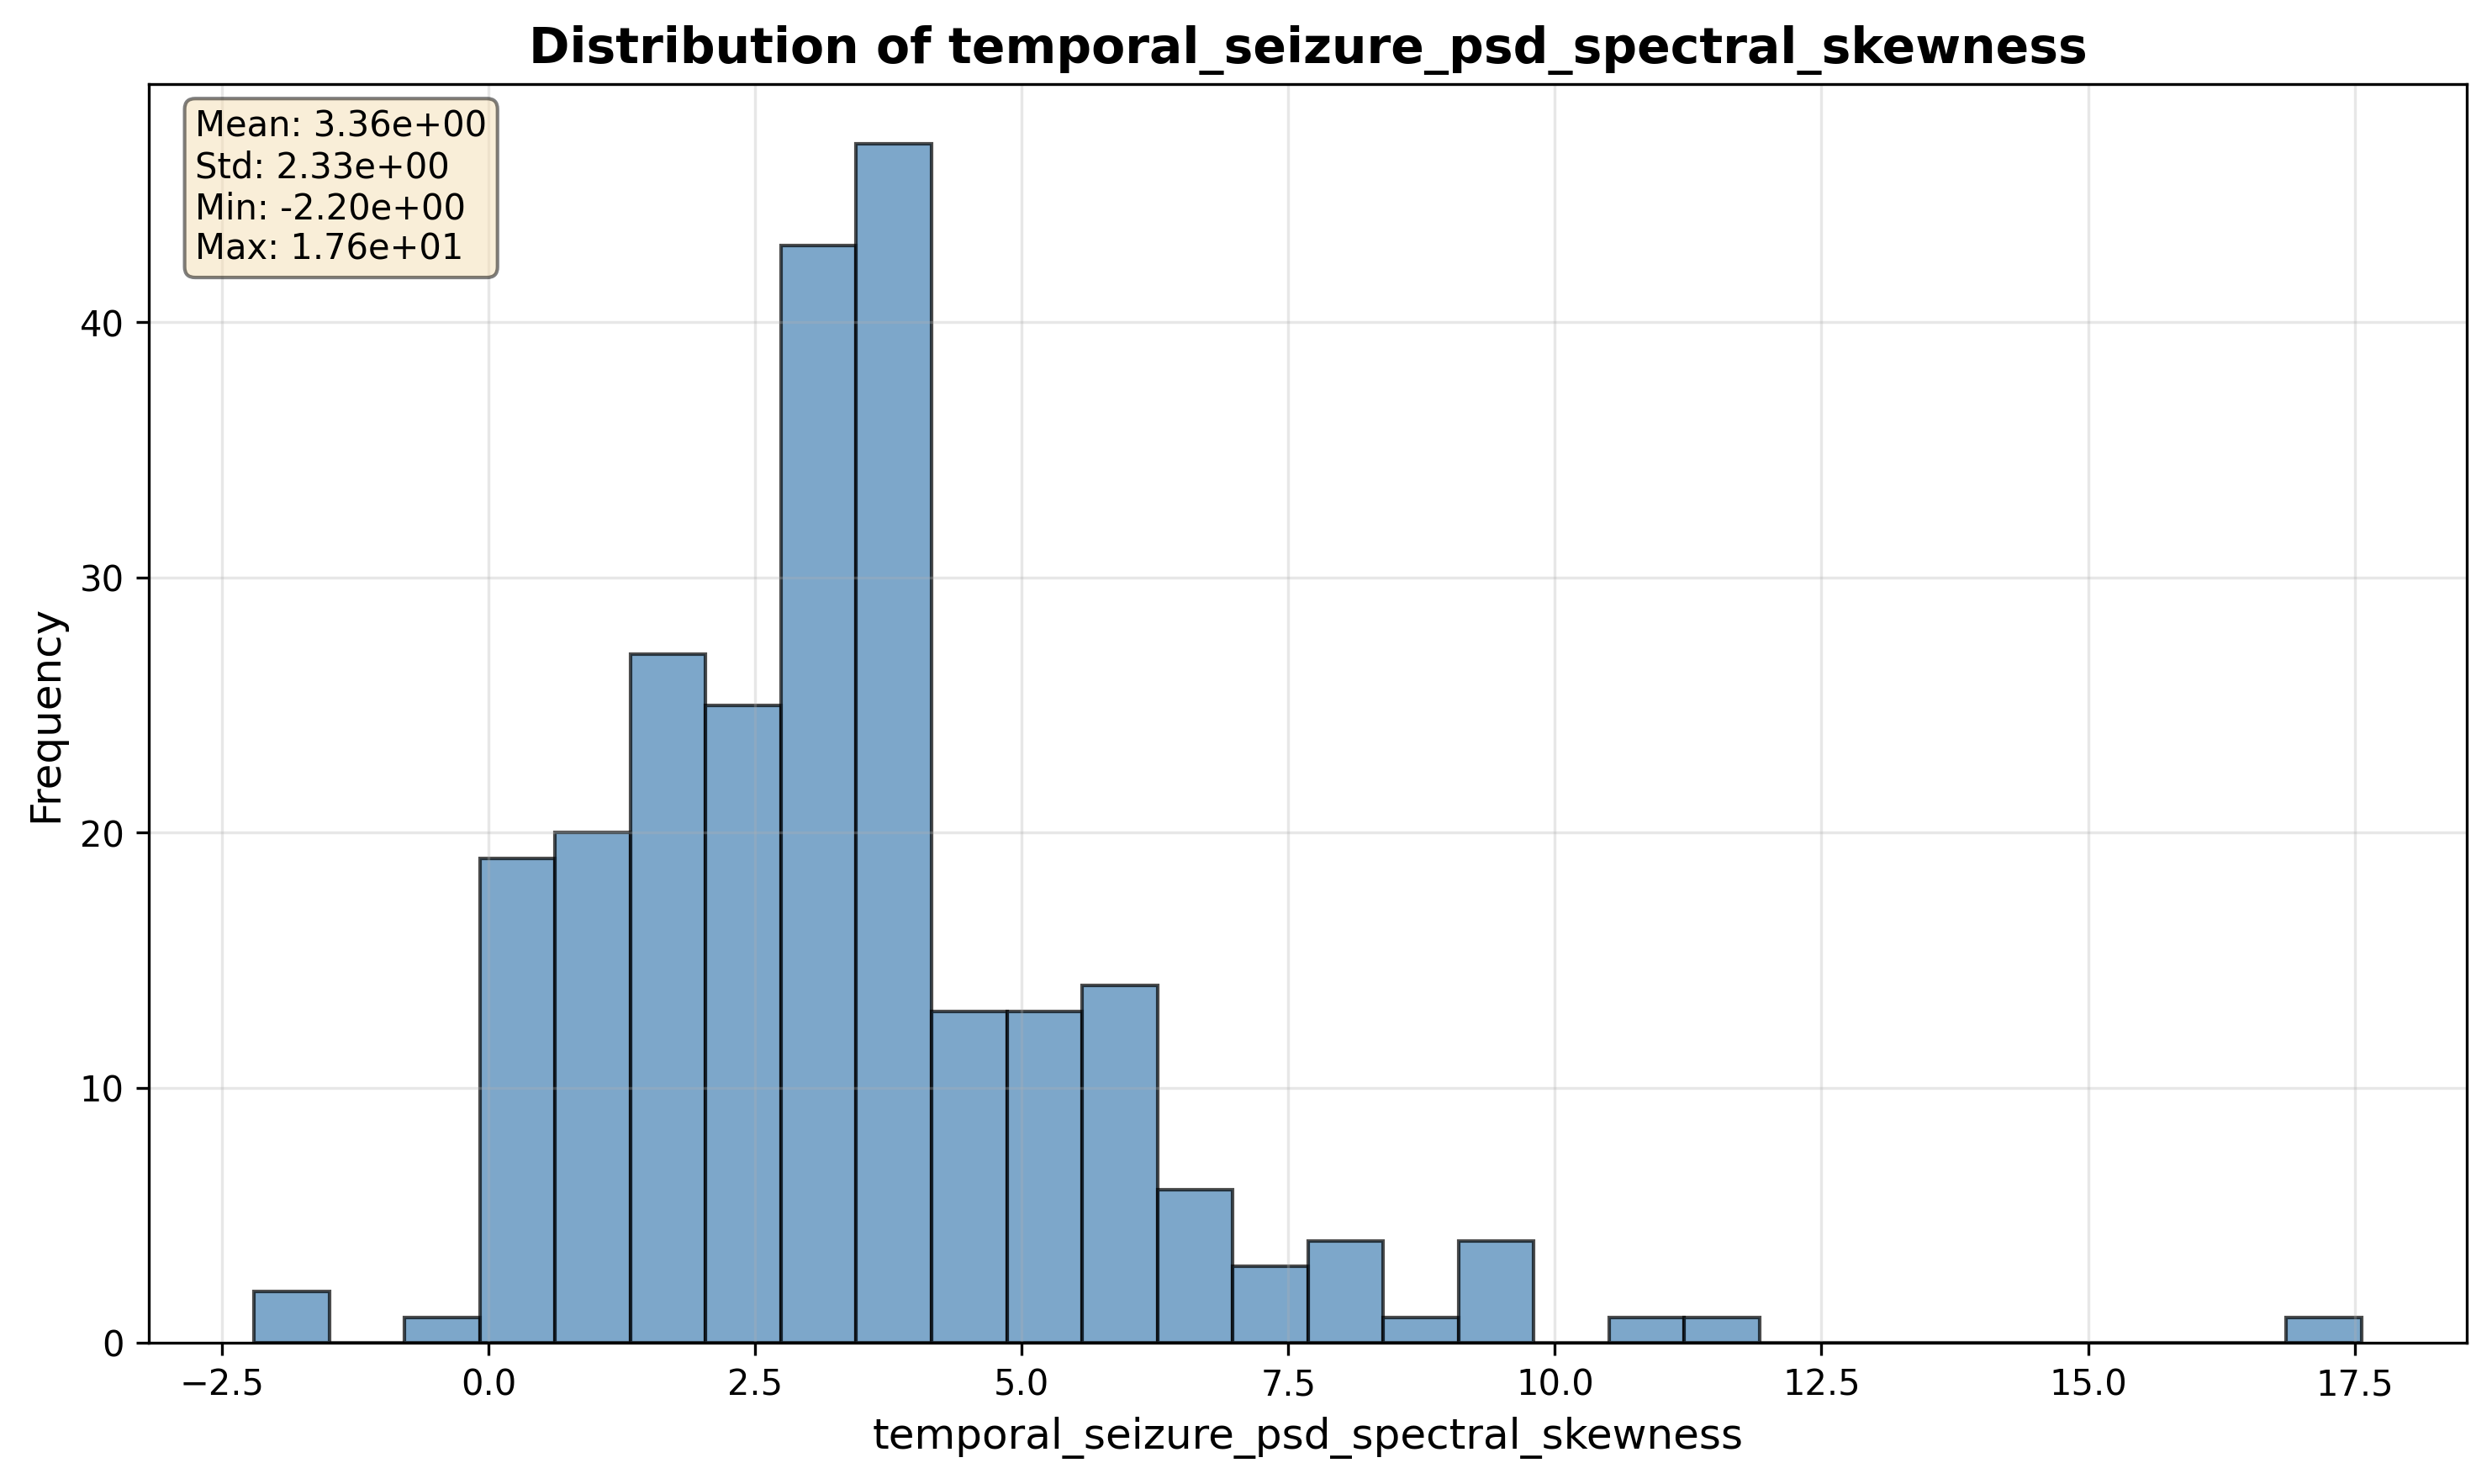 Distribution of temporal_seizure_psd_spectral_skewness
Mean: 3.36e+00
Std: 2.33e+00
Min: -2.20e+00
Max: 1.76e+01
Frequency
40
30
20
10
0
−2.5 0.0 2.5 5.0 7.5 10.0 12.5 15.0 17.5
temporal_seizure_psd_spectral_skewness